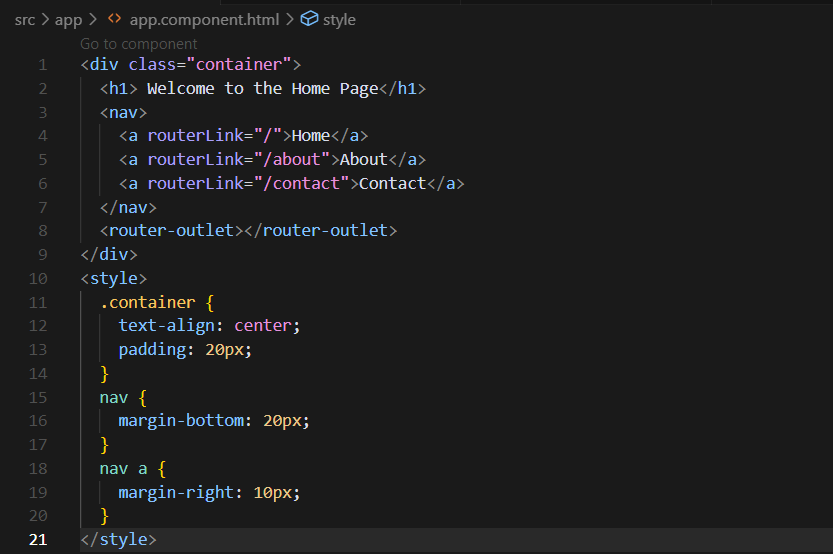 src > app > <> app.component.html > style
Go to component
1 <div class="container">
2   <h1> Welcome to the Home Page</h1>
3   <nav>
4     <a routerLink="/">Home</a>
5     <a routerLink="/about">About</a>
6     <a routerLink="/contact">Contact</a>
7   </nav>
8   <router-outlet></router-outlet>
9 </div>
10 <style>
11   .container {
12     text-align: center;
13     padding: 20px;
14   }
15   nav {
16     margin-bottom: 20px;
17   }
18   nav a {
19     margin-right: 10px;
20   }
21 </style>